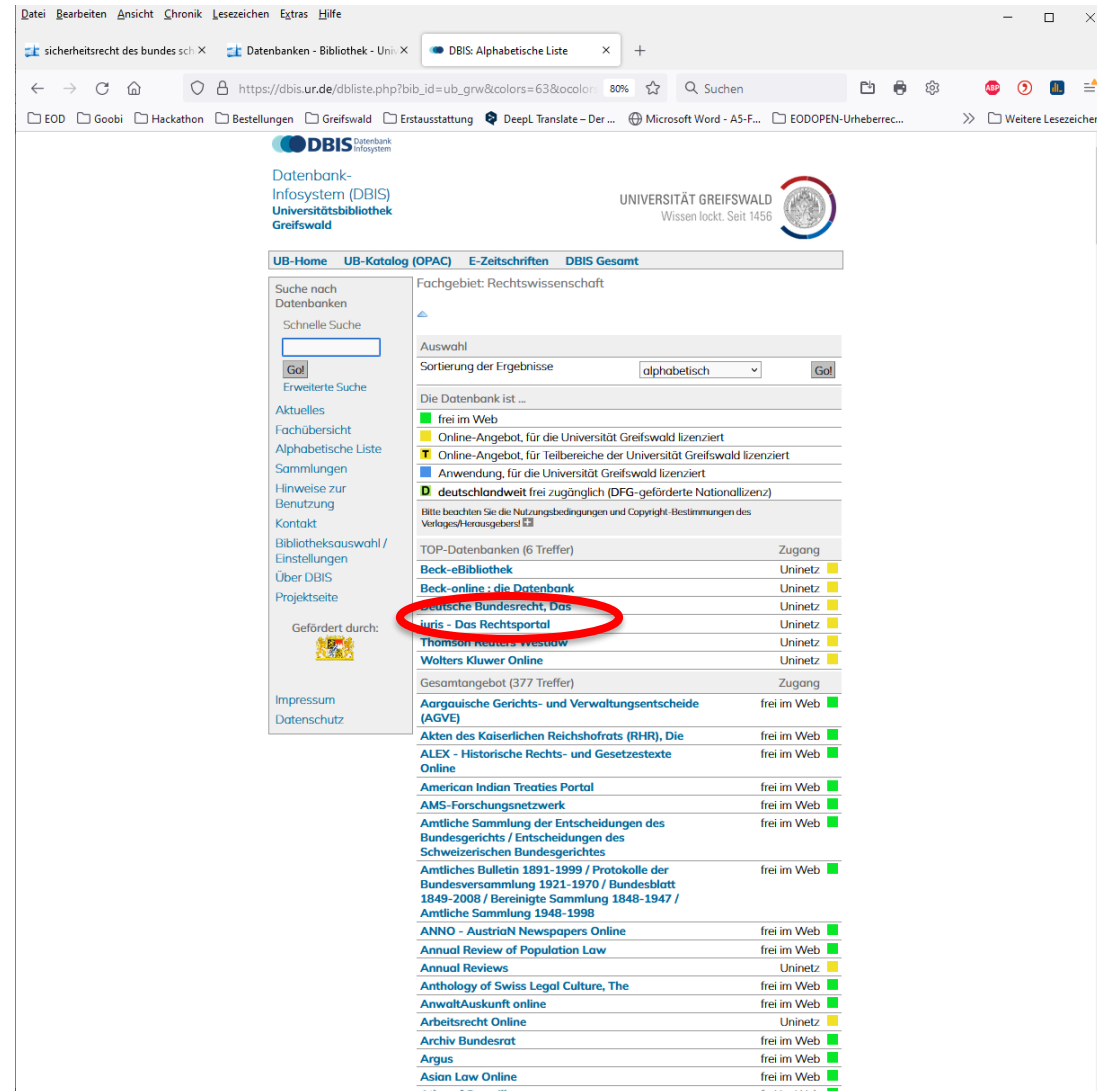 Datei Bearbeiten Ansicht Chronik Lesezeichen Extras Hilfe
sicherheitsrecht des bundes sch
Datenbanken - Bibliothek - Univ
DBIS: Alphabetische Liste
https://dbis.ur.de/dbliste.php?bib_id=ub_grw&colors=63&ocolor
80%
Suchen
EOD Goobi Hackathon Bestellungen Greifswald Erstausstattung DeepL Translate – Der ... Microsoft Word - A5-F... EODOPEN-Urheberrec... Weitere Lesezeichen
DBIS Datenbank Infosystem
Datenbank-
Infosystem (DBIS)
Universitätsbibliothek
Greifswald
UNIVERSITÄT GREIFSWALD
Wissen lockt. Seit 1456
UB-Home UB-Katalog (OPAC) E-Zeitschriften DBIS Gesamt
Suche nach
Datenbanken
Schnelle Suche
Go!
Erweiterte Suche
Aktuelles
Fachübersicht
Alphabetische Liste
Sammlungen
Hinweise zur
Benutzung
Kontakt
Bibliotheksauswahl /
Einstellungen
Über DBIS
Projektseite
Gefördert durch:
Impressum
Datenschutz
Fachgebiet: Rechtswissenschaft
Auswahl
Sortierung der Ergebnisse alphabetisch Go!
Die Datenbank ist ...
frei im Web
Online-Angebot, für die Universität Greifswald lizenziert
T Online-Angebot, für Teilbereiche der Universität Greifswald lizenziert
Anwendung, für die Universität Greifswald lizenziert
D deutschlandweit frei zugänglich (DFG-geförderte Nationallizenz)
Bitte beachten Sie die Nutzungsbedingungen und Copyright-Bestimmungen des
Verlages/Herausgebers!
TOP-Datenbanken (6 Treffer) Zugang
Beck-eBibliothek Uninetz
Beck-online : die Datenbank Uninetz
Deutsche Bundesrecht, Das Uninetz
juris - Das Rechtsportal Uninetz
Thomson Reuters Westlaw Uninetz
Wolters Kluwer Online Uninetz
Gesamtangebot (377 Treffer) Zugang
Aargauische Gerichts- und Verwaltungsentscheide frei im Web
(AGVE)
Akten des Kaiserlichen Reichshofrats (RHR), Die frei im Web
ALEX - Historische Rechts- und Gesetzestexte frei im Web
Online
American Indian Treaties Portal frei im Web
AMS-Forschungsnetzwerk frei im Web
Amtliche Sammlung der Entscheidungen des frei im Web
Bundesgerichts / Entscheidungen des
Schweizerischen Bundesgerichtes
Amtliches Bulletin 1891-1999 / Protokolle der frei im Web
Bundesversammlung 1921-1970 / Bundesblatt
1849-2008 / Bereinigte Sammlung 1848-1947 /
Amtliche Sammlung 1948-1998
ANNO - AustriaN Newspapers Online frei im Web
Annual Review of Population Law frei im Web
Annual Reviews Uninetz
Anthology of Swiss Legal Culture, The frei im Web
AnwaltAuskunft online frei im Web
Arbeitsrecht Online Uninetz
Archiv Bundesrat frei im Web
Argus frei im Web
Asian Law Online frei im Web